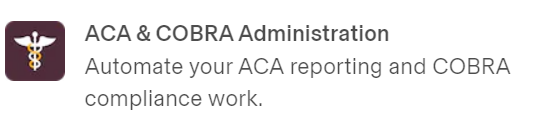 ACA & COBRA Administration
Automate your ACA reporting and COBRA
compliance work.